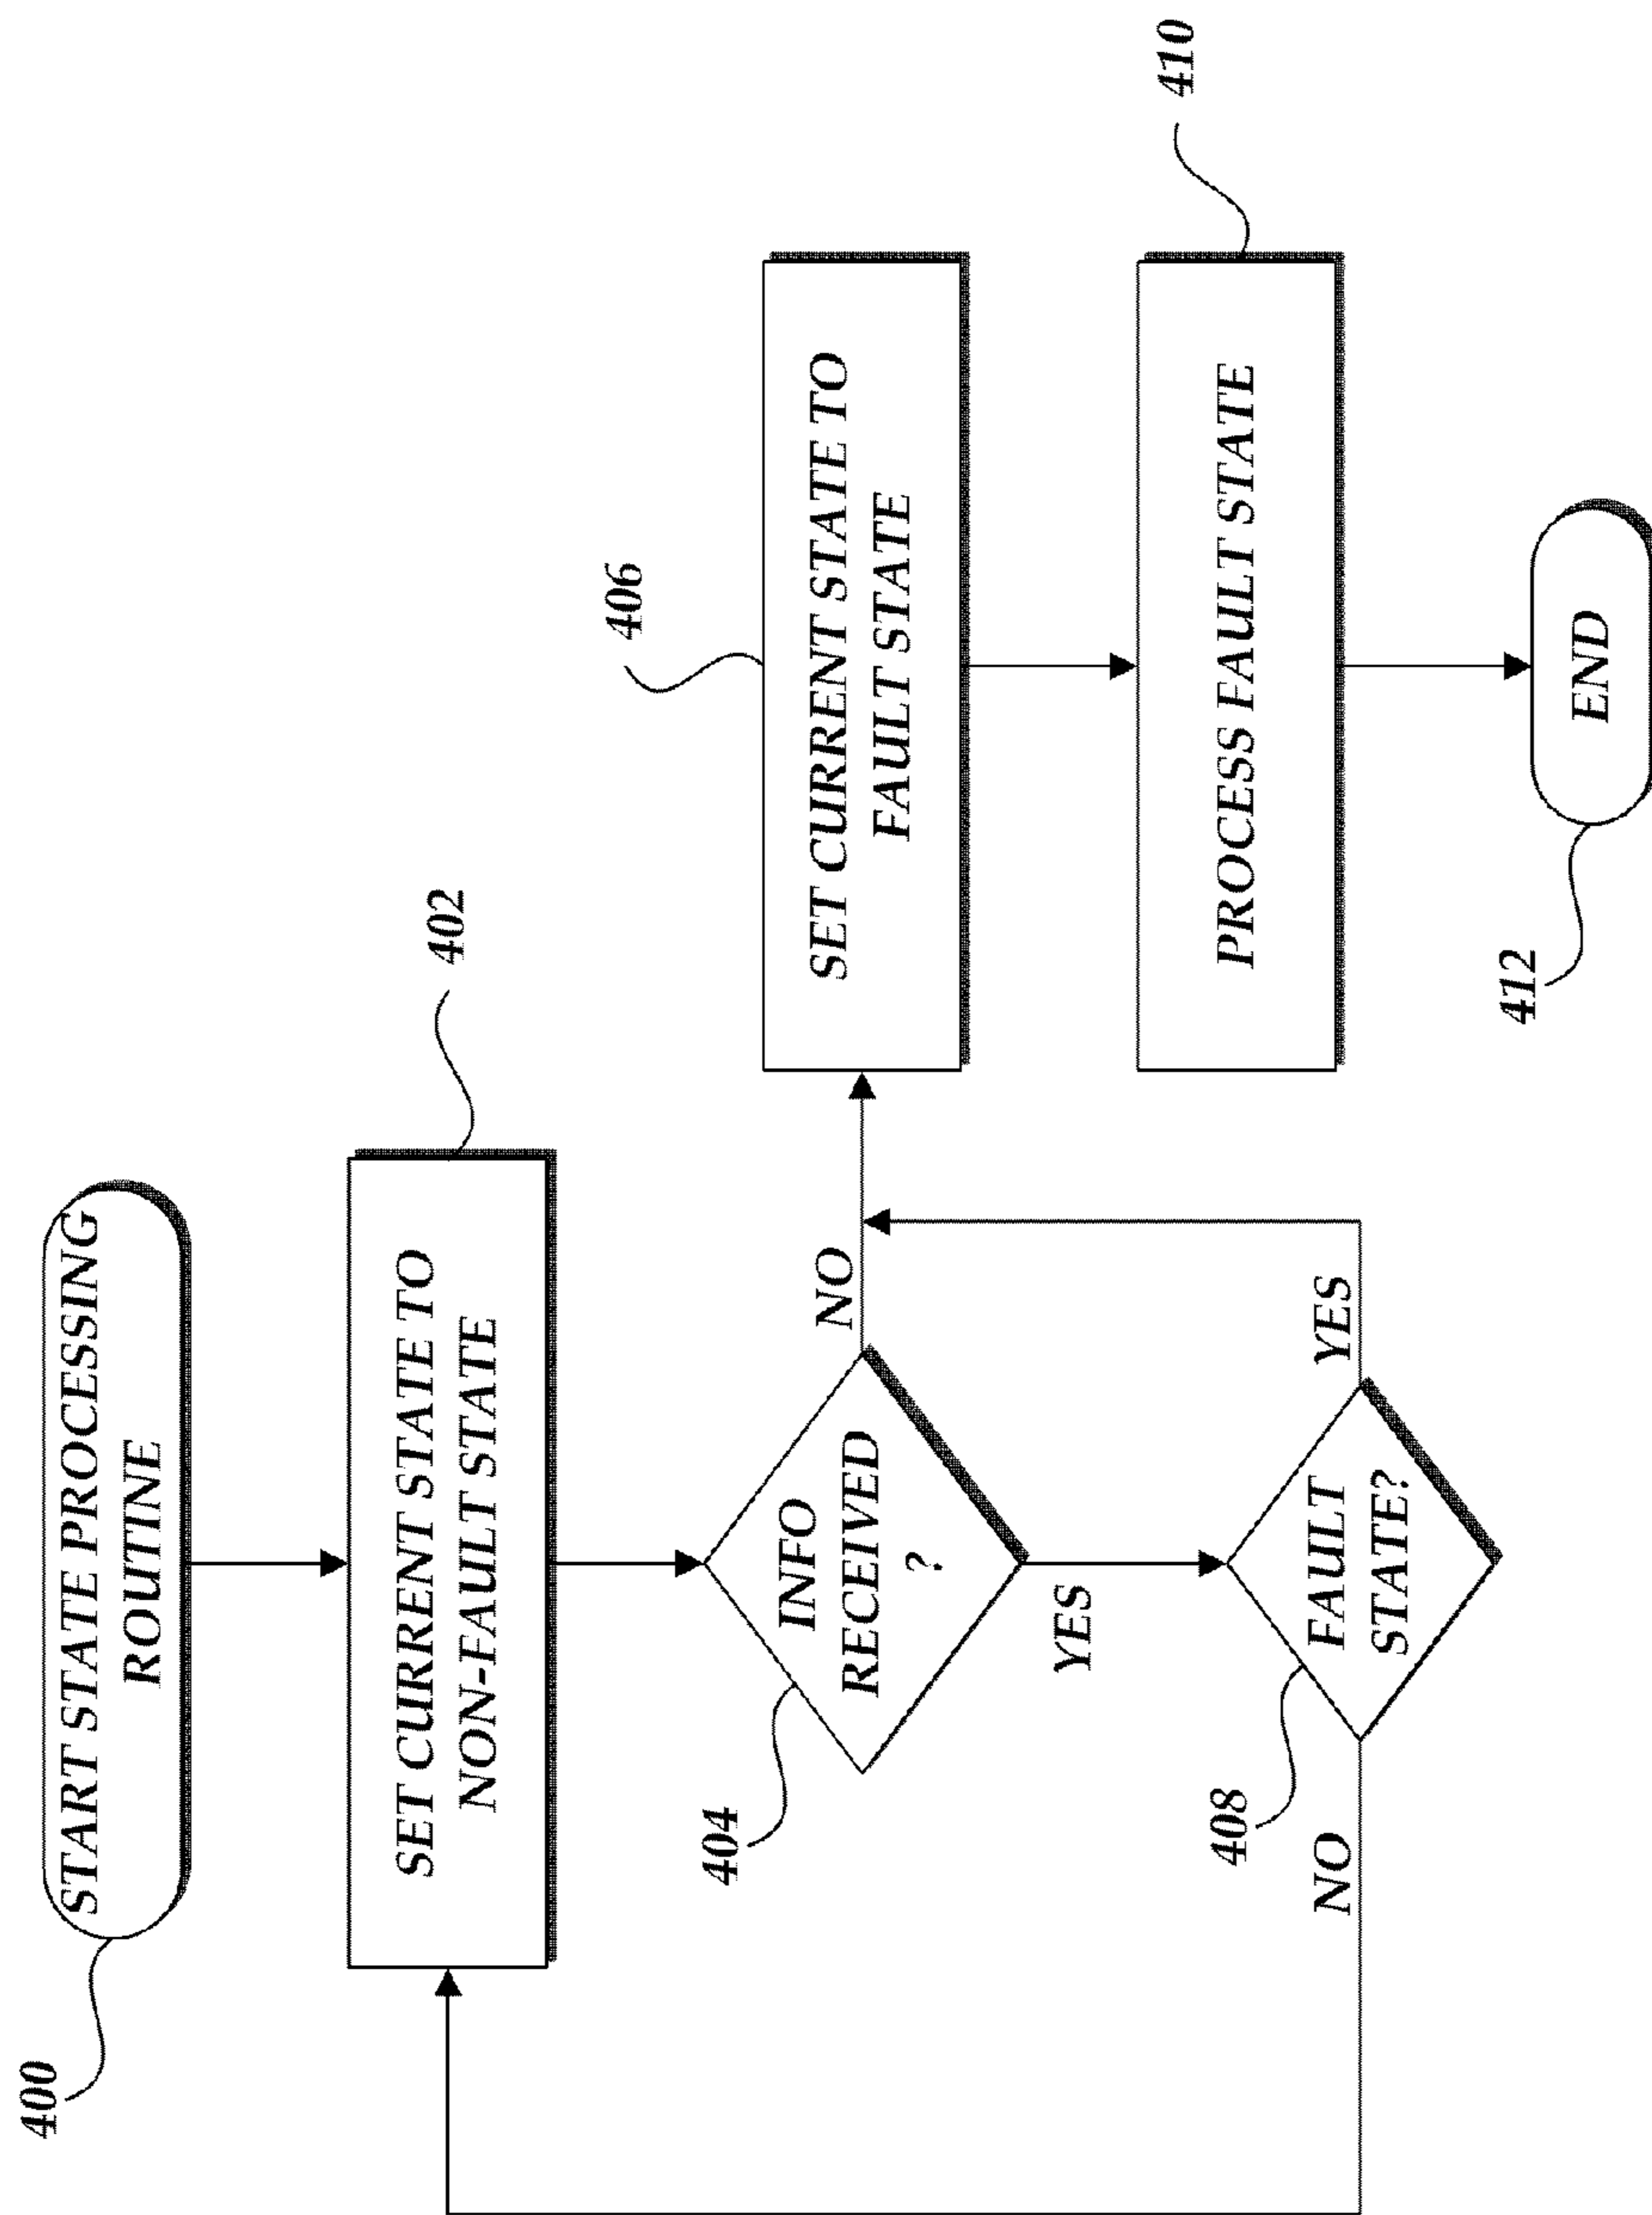 400
START STATE PROCESSING
ROUTINE
402
SET CURRENT STATE TO
NON-FAULT STATE
404
INFO
RECEIVED
?
NO
406
SET CURRENT STATE TO
FAULT STATE
YES
408
FAULT
STATE?
NO
YES
410
PROCESS FAULT STATE
412
END